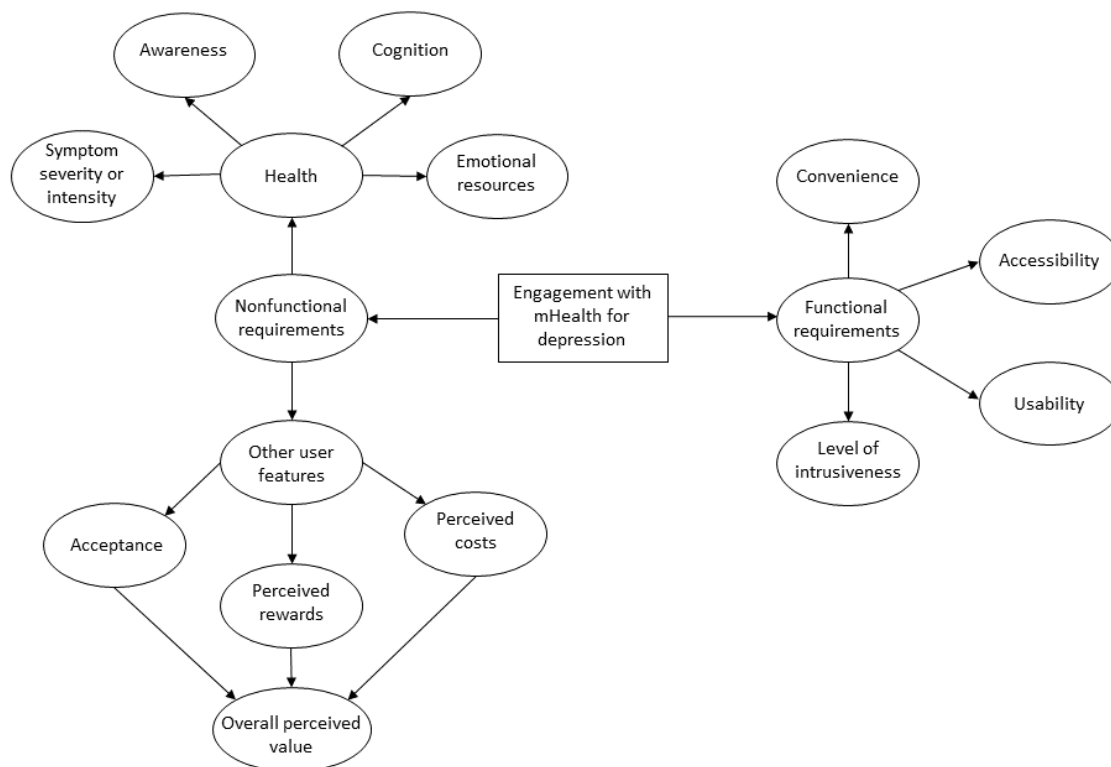 Awareness
Cognition
Symptom
severity or
intensity
Health
Emotional
resources
Convenience
Accessibility
Nonfunctional
requirements
Engagement with
mHealth for
depression
Functional
requirements
Usability
Level of
intrusiveness
Other user
features
Acceptance
Perceived
costs
Perceived
rewards
Overall perceived
value